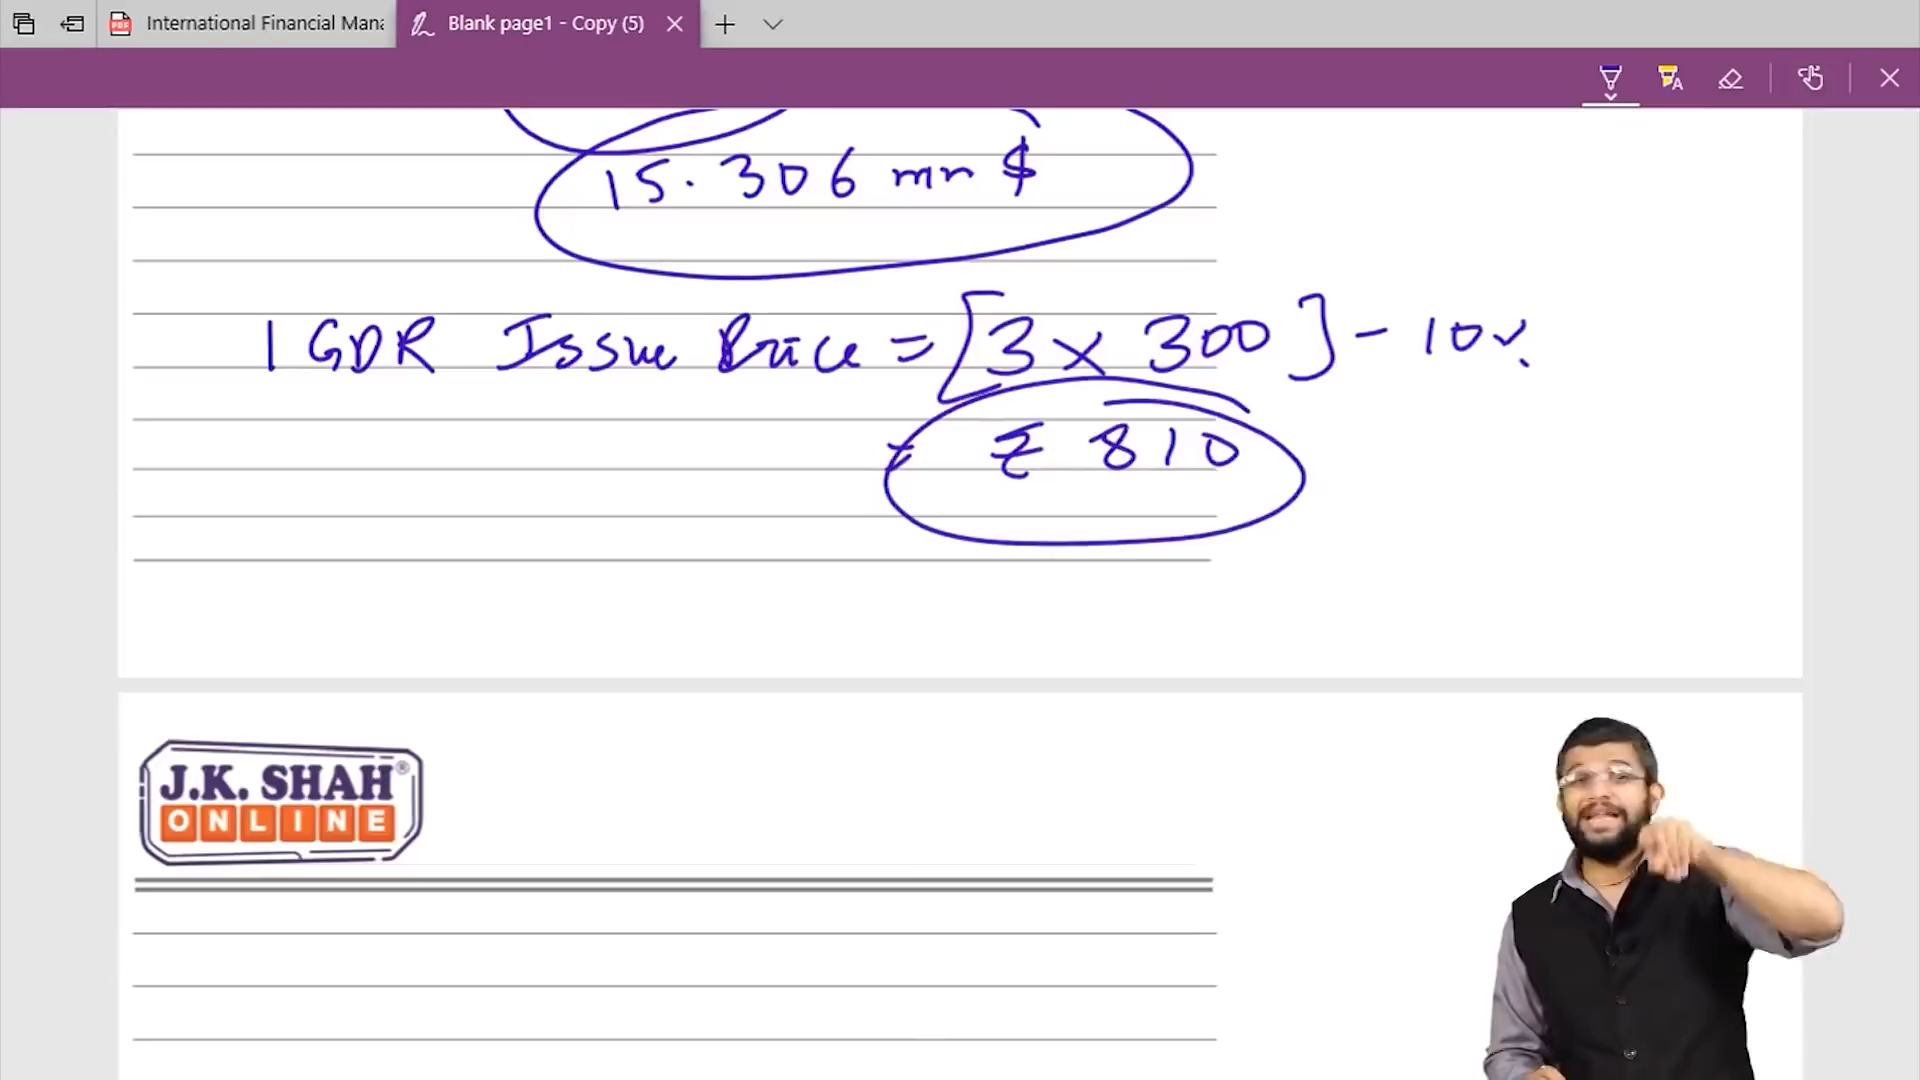 International Financial Mana
Blank page1 - Copy (5)
15.306 mn $
1 GDR Issue Price = [3 x 300] - 10%
= ₹ 810
J.K. SHAH®
ONLINE